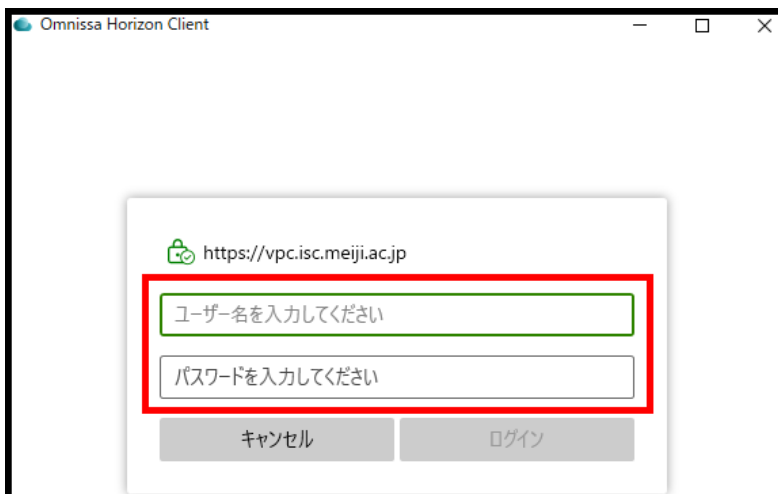 Omnissa Horizon Client
https://vpc.isc.meiji.ac.jp
ユーザー名を入力してください
パスワードを入力してください
キャンセル
ログイン